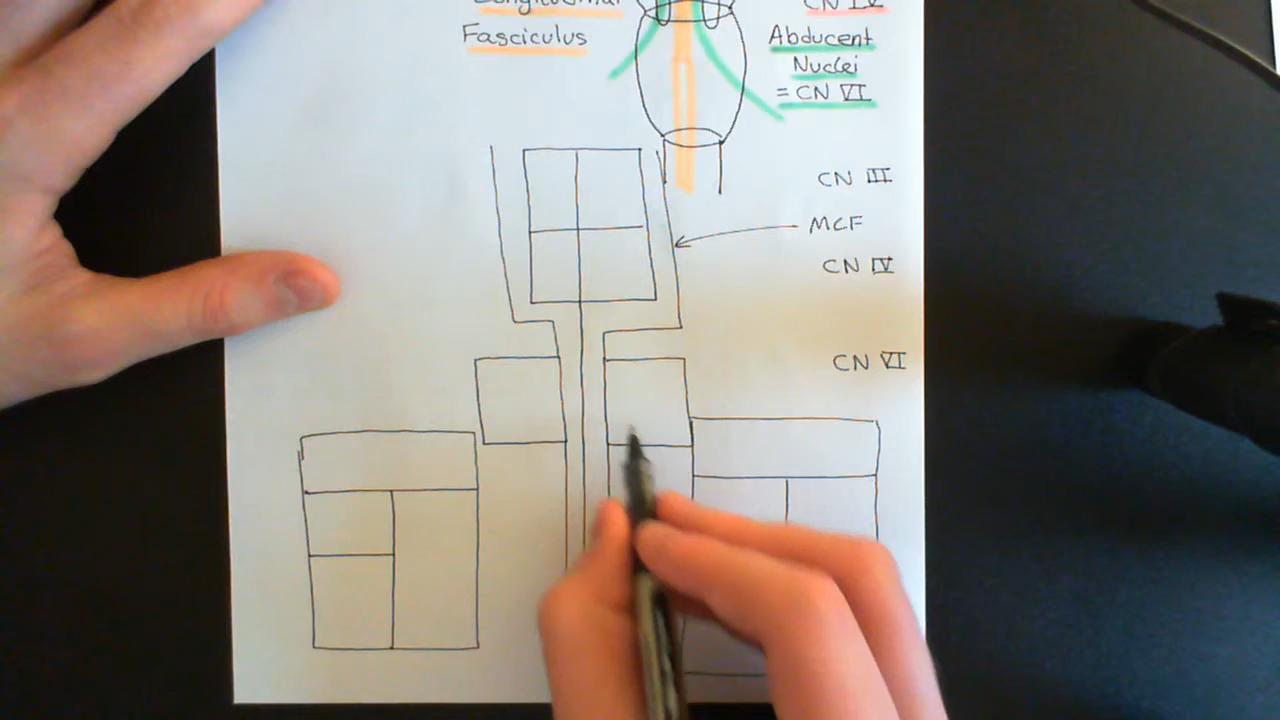 Fasciculus
Abducent
Nuclei
= CN VI
CN III
MCF
CN IV
CN VI